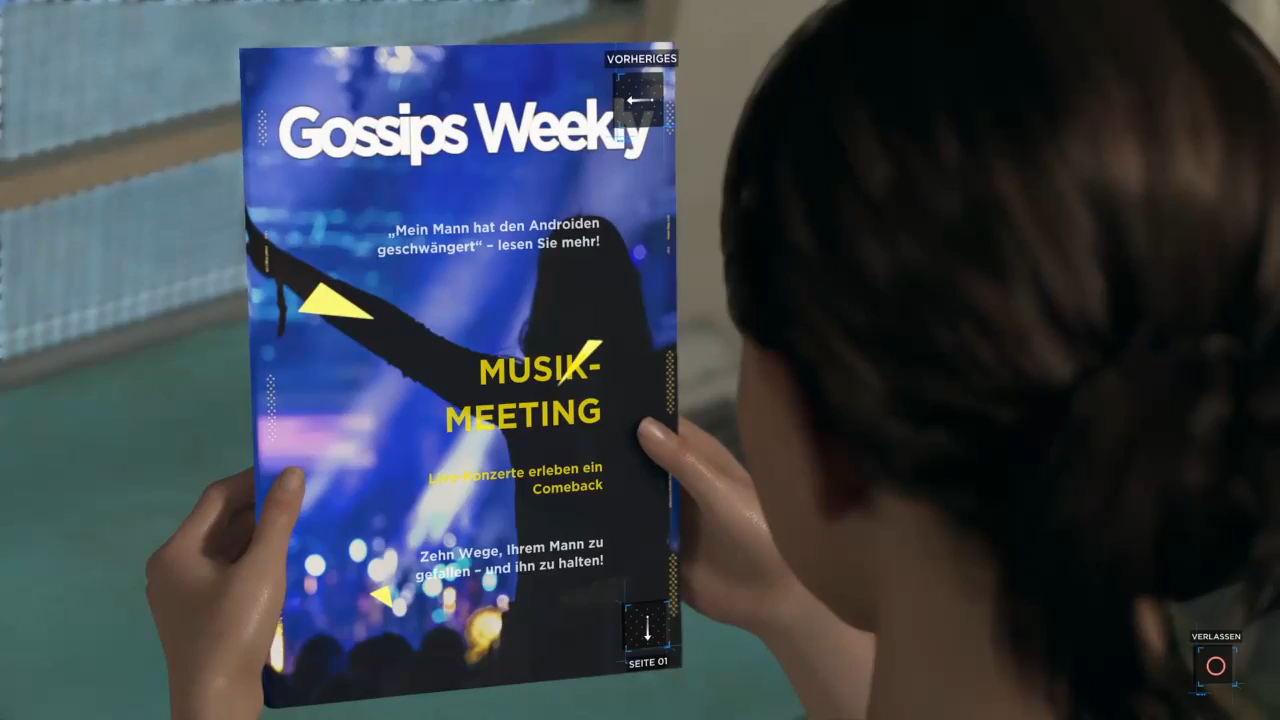 VORHERIGES
Gossips Weekly
„Mein Mann hat den Androiden
geschwängert“ – lesen Sie mehr!
MUSIK-
MEETING
Live-Konzerte erleben ein
Comeback
Zehn Wege, Ihrem Mann zu
gefallen – und ihn zu halten!
SEITE 01
VERLASSEN